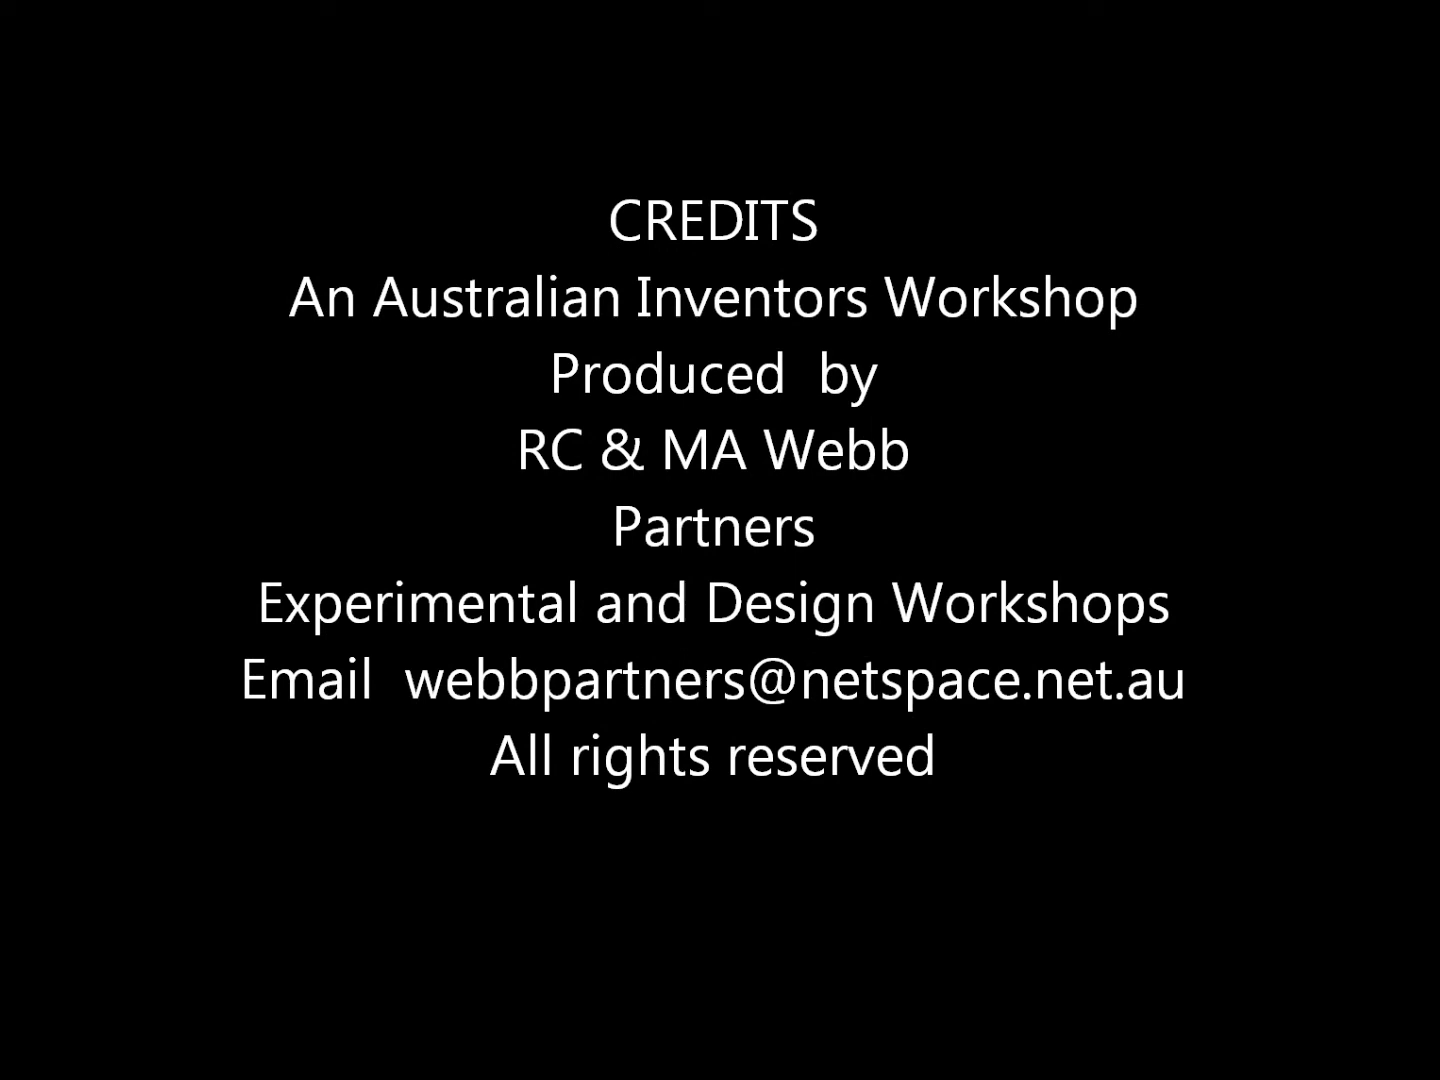 CREDITS
An Australian Inventors Workshop
Produced  by
RC & MA Webb
Partners
Experimental and Design Workshops
Email  webbpartners@netspace.net.au
All rights reserved